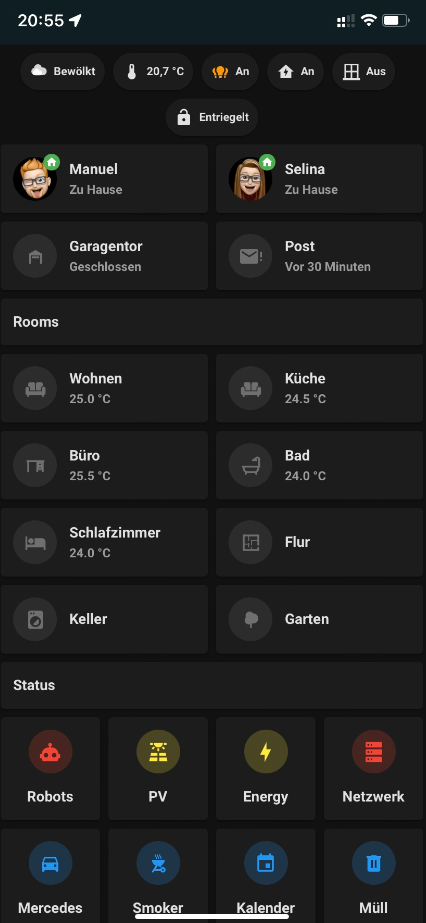 20:55
Bewölkt
20,7 °C
An
An
Aus
Entriegelt
Manuel
Zu Hause
Selina
Zu Hause
Garagentor
Geschlossen
Post
Vor 30 Minuten
Rooms
Wohnen
25.0 °C
Küche
24.5 °C
Büro
25.5 °C
Bad
24.0 °C
Schlafzimmer
24.0 °C
Flur
Keller
Garten
Status
Robots
PV
Energy
Netzwerk
Mercedes
Smoker
Kalender
Müll